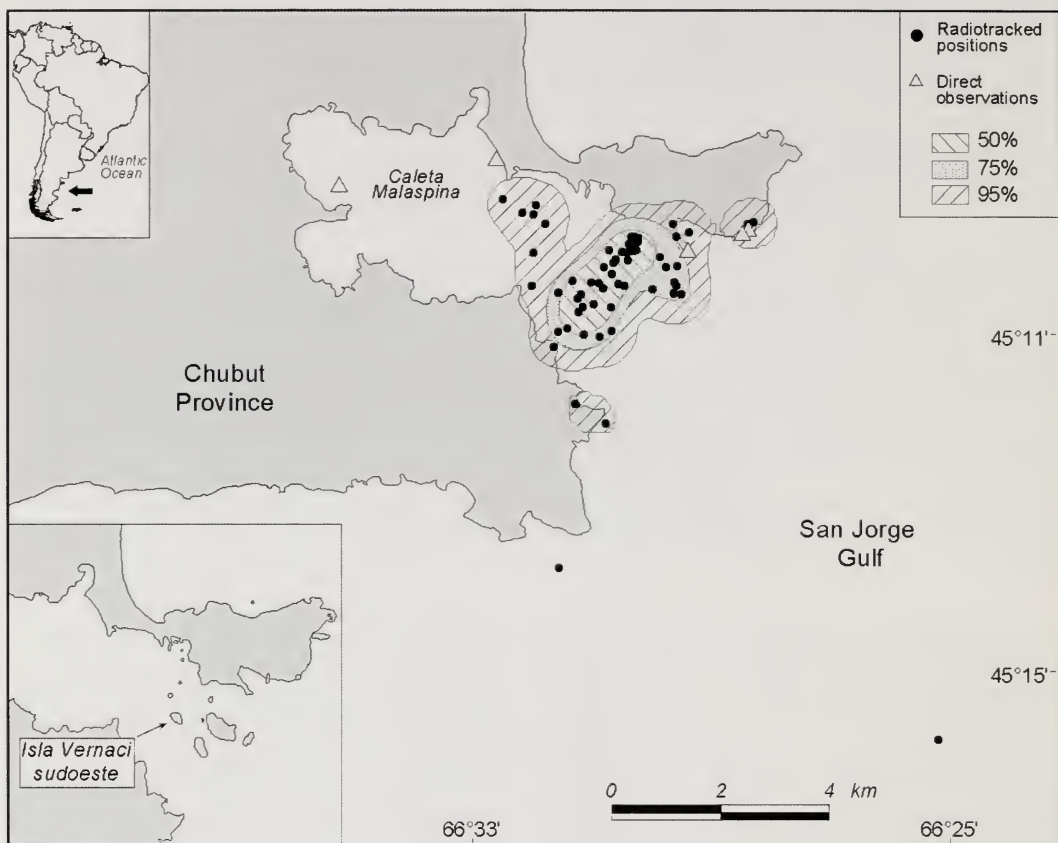 Atlantic
Ocean
Radiotracked
positions
Direct
observations
50%
75%
95%
Caleta
Malaspina
45°11'
Chubut
Province
San Jorge
Gulf
45°15'
Isla Vernaci
sudoeste
0 2 4 km
66°33'
66°25'